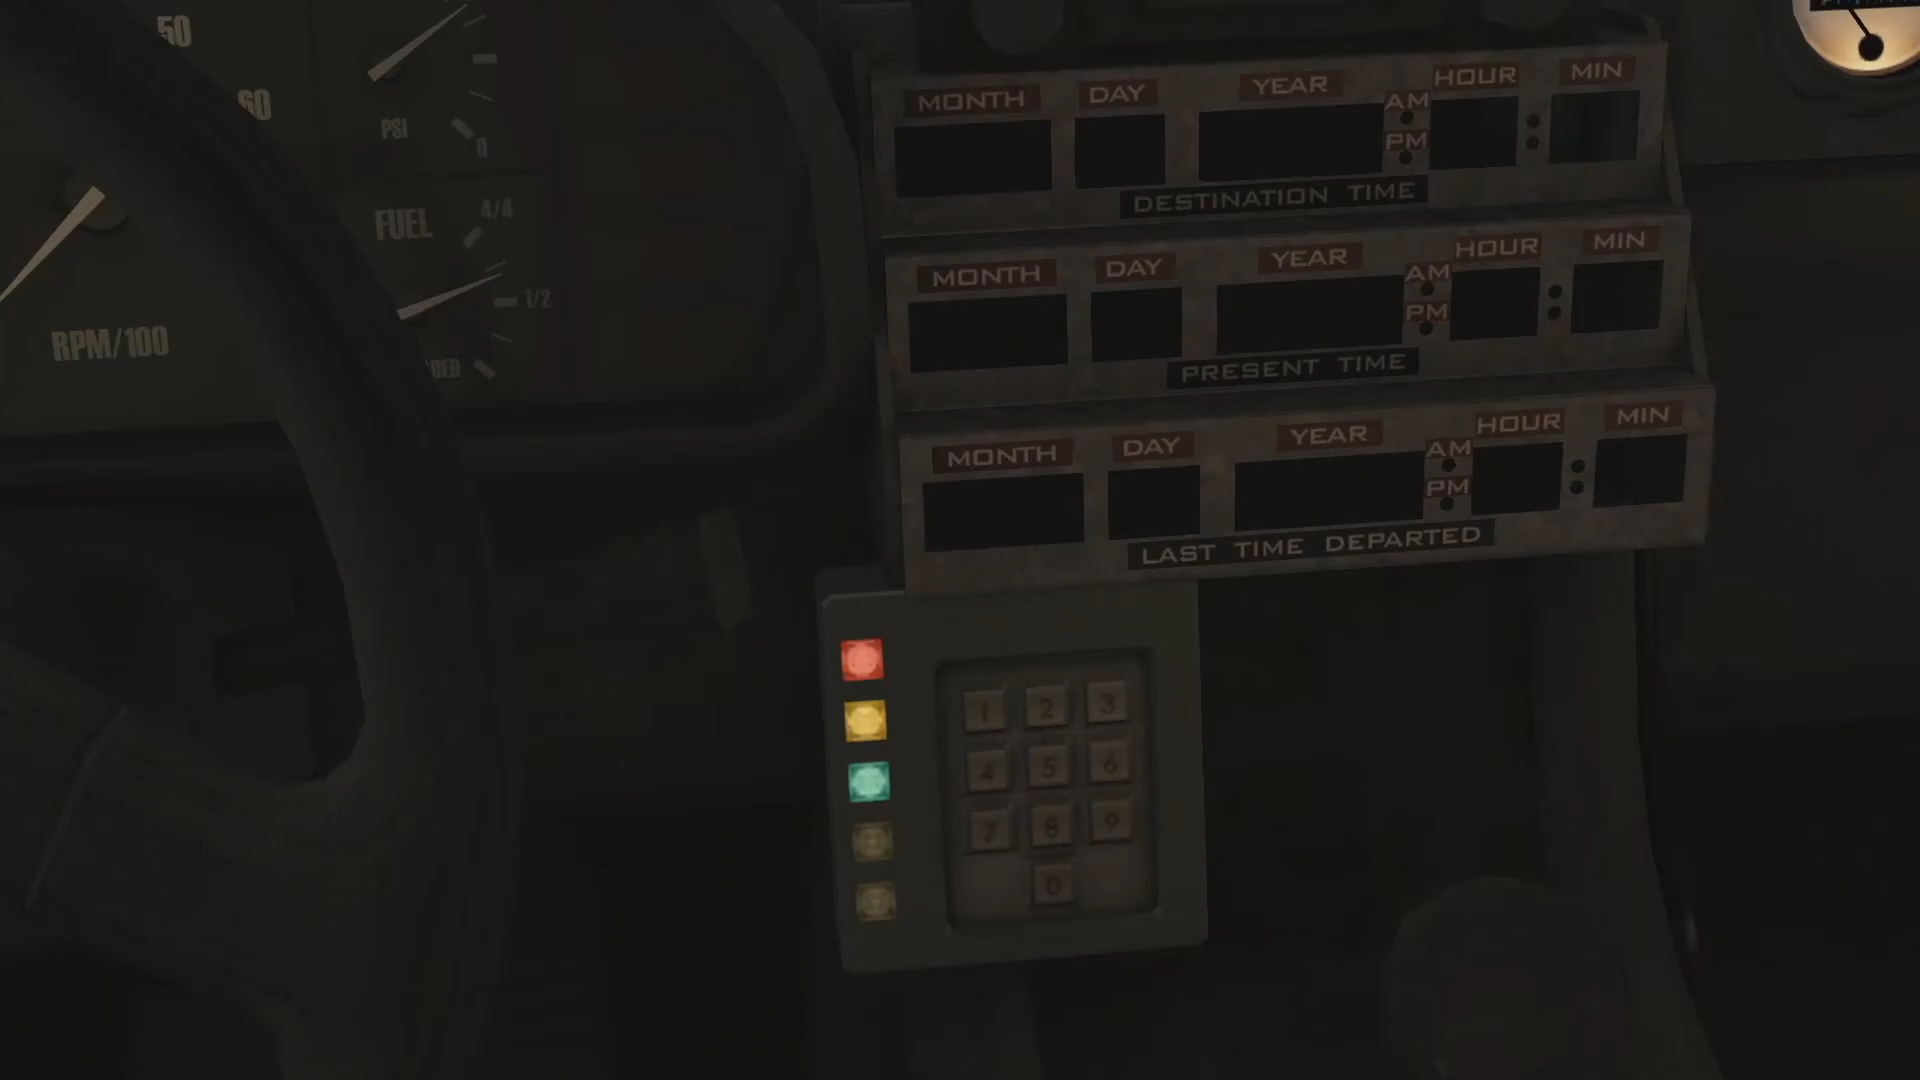 50
60
PSI
0
FUEL
4/4
1/2
RPM/100
MONTH DAY YEAR AM PM HOUR MIN
DESTINATION TIME
MONTH DAY YEAR AM PM HOUR MIN
PRESENT TIME
MONTH DAY YEAR AM PM HOUR MIN
LAST TIME DEPARTED
1 2 3
4 5 6
7 8 9
0